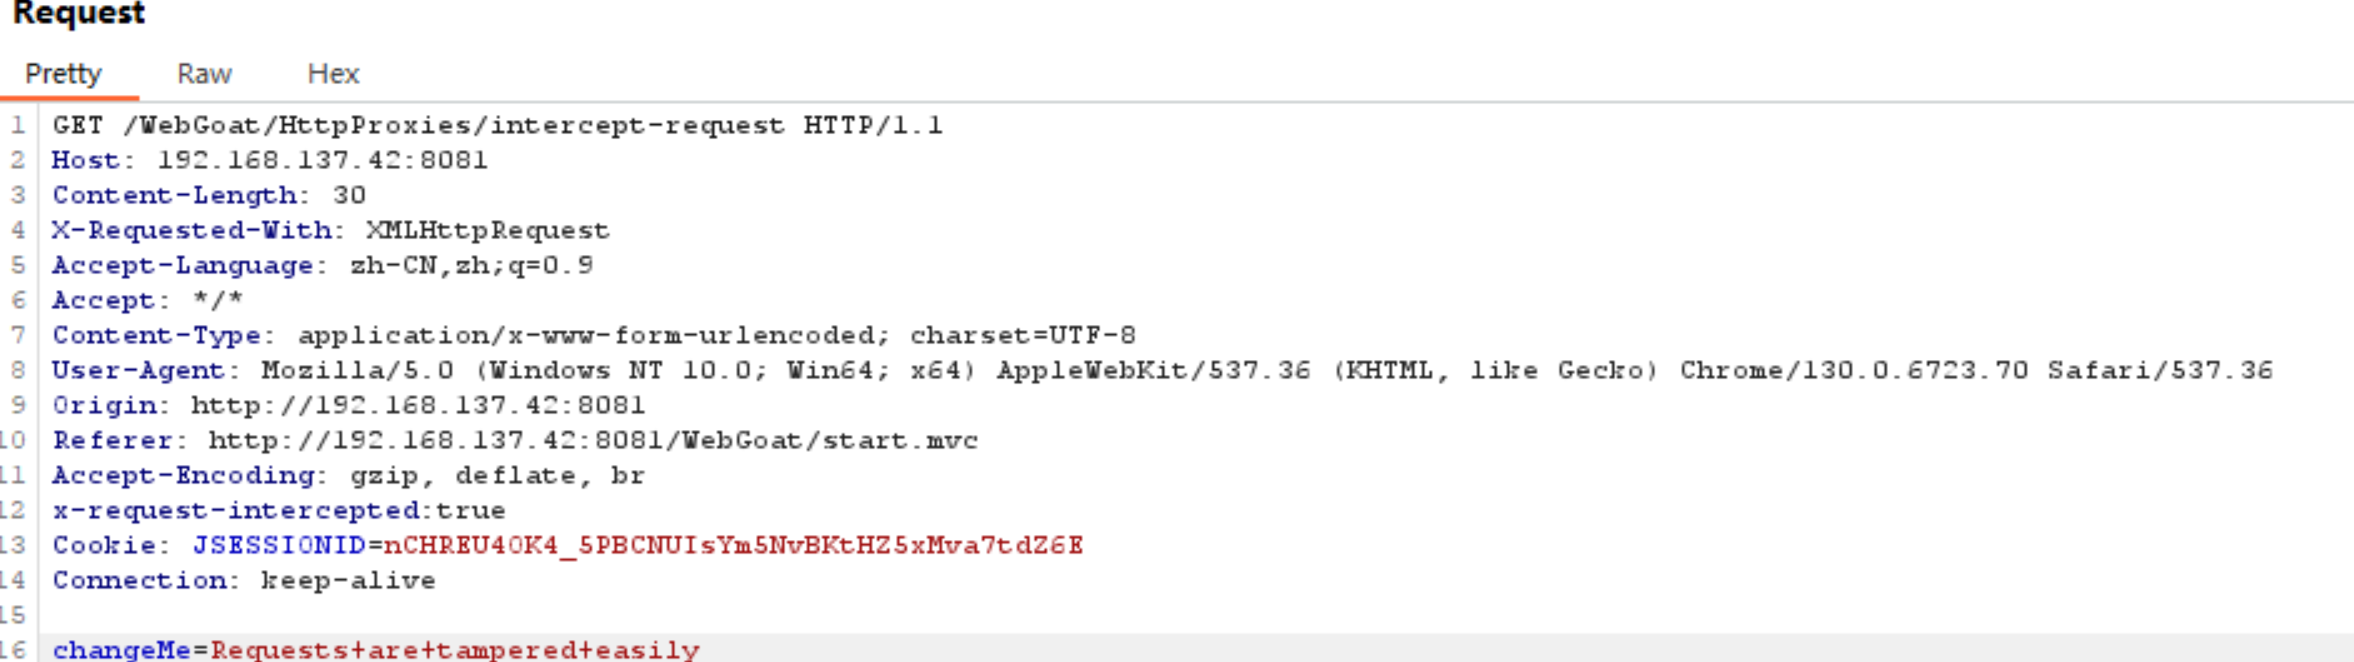 Request
Pretty Raw Hex
1 GET /WebGoat/HttpProxies/intercept-request HTTP/1.1
2 Host: 192.168.137.42:8081
3 Content-Length: 30
4 X-Requested-With: XMLHttpRequest
5 Accept-Language: zh-CN,zh;q=0.9
6 Accept: */*
7 Content-Type: application/x-www-form-urlencoded; charset=UTF-8
8 User-Agent: Mozilla/5.0 (Windows NT 10.0; Win64; x64) AppleWebKit/537.36 (KHTML, like Gecko) Chrome/130.0.6723.70 Safari/537.36
9 Origin: http://192.168.137.42:8081
10 Referer: http://192.168.137.42:8081/WebGoat/start.mvc
11 Accept-Encoding: gzip, deflate, br
12 x-request-intercepted:true
13 Cookie: JSESSIONID=nCHREU4OK4_5PBCNUIsYm5NvBKtHZ5xMva7tdZ6E
14 Connection: keep-alive
15
16 changeMe=Requests+are+tampered+easily